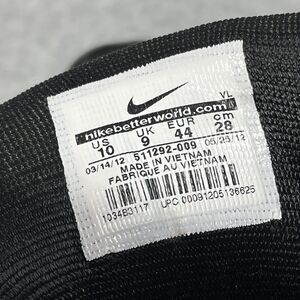 VL
nikebetterworld.com
US UK EUR cm
10 9 44 28
03/14/12 511292-009 05/25/12
MADE IN VIETNAM
FABRIQUE AU VIETNAM
103483117 UPC 00091205136625